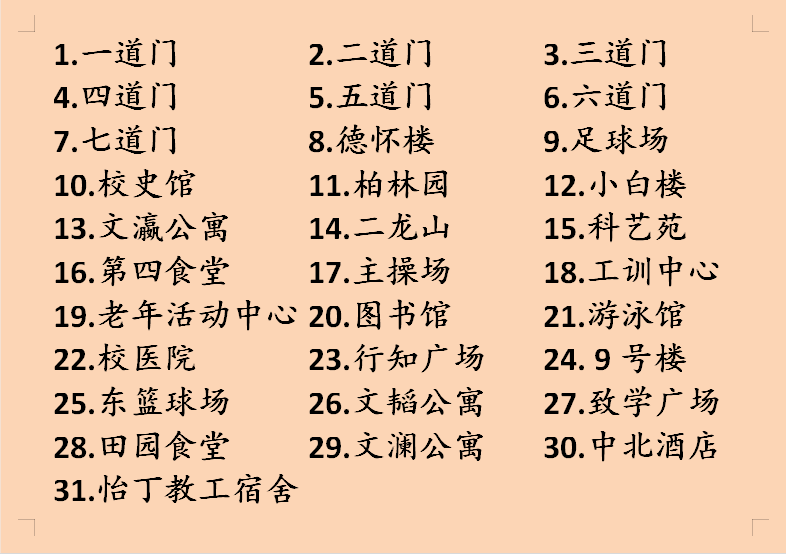 1.一道门 2.二道门 3.三道门
4.四道门 5.五道门 6.六道门
7.七道门 8.德怀楼 9.足球场
10.校史馆 11.柏林园 12.小白楼
13.文瀛公寓 14.二龙山 15.科艺苑
16.第四食堂 17.主操场 18.工训中心
19.老年活动中心 20.图书馆 21.游泳馆
22.校医院 23.行知广场 24. 9 号楼
25.东篮球场 26.文韬公寓 27.致学广场
28.田园食堂 29.文澜公寓 30.中北酒店
31.怡丁教工宿舍